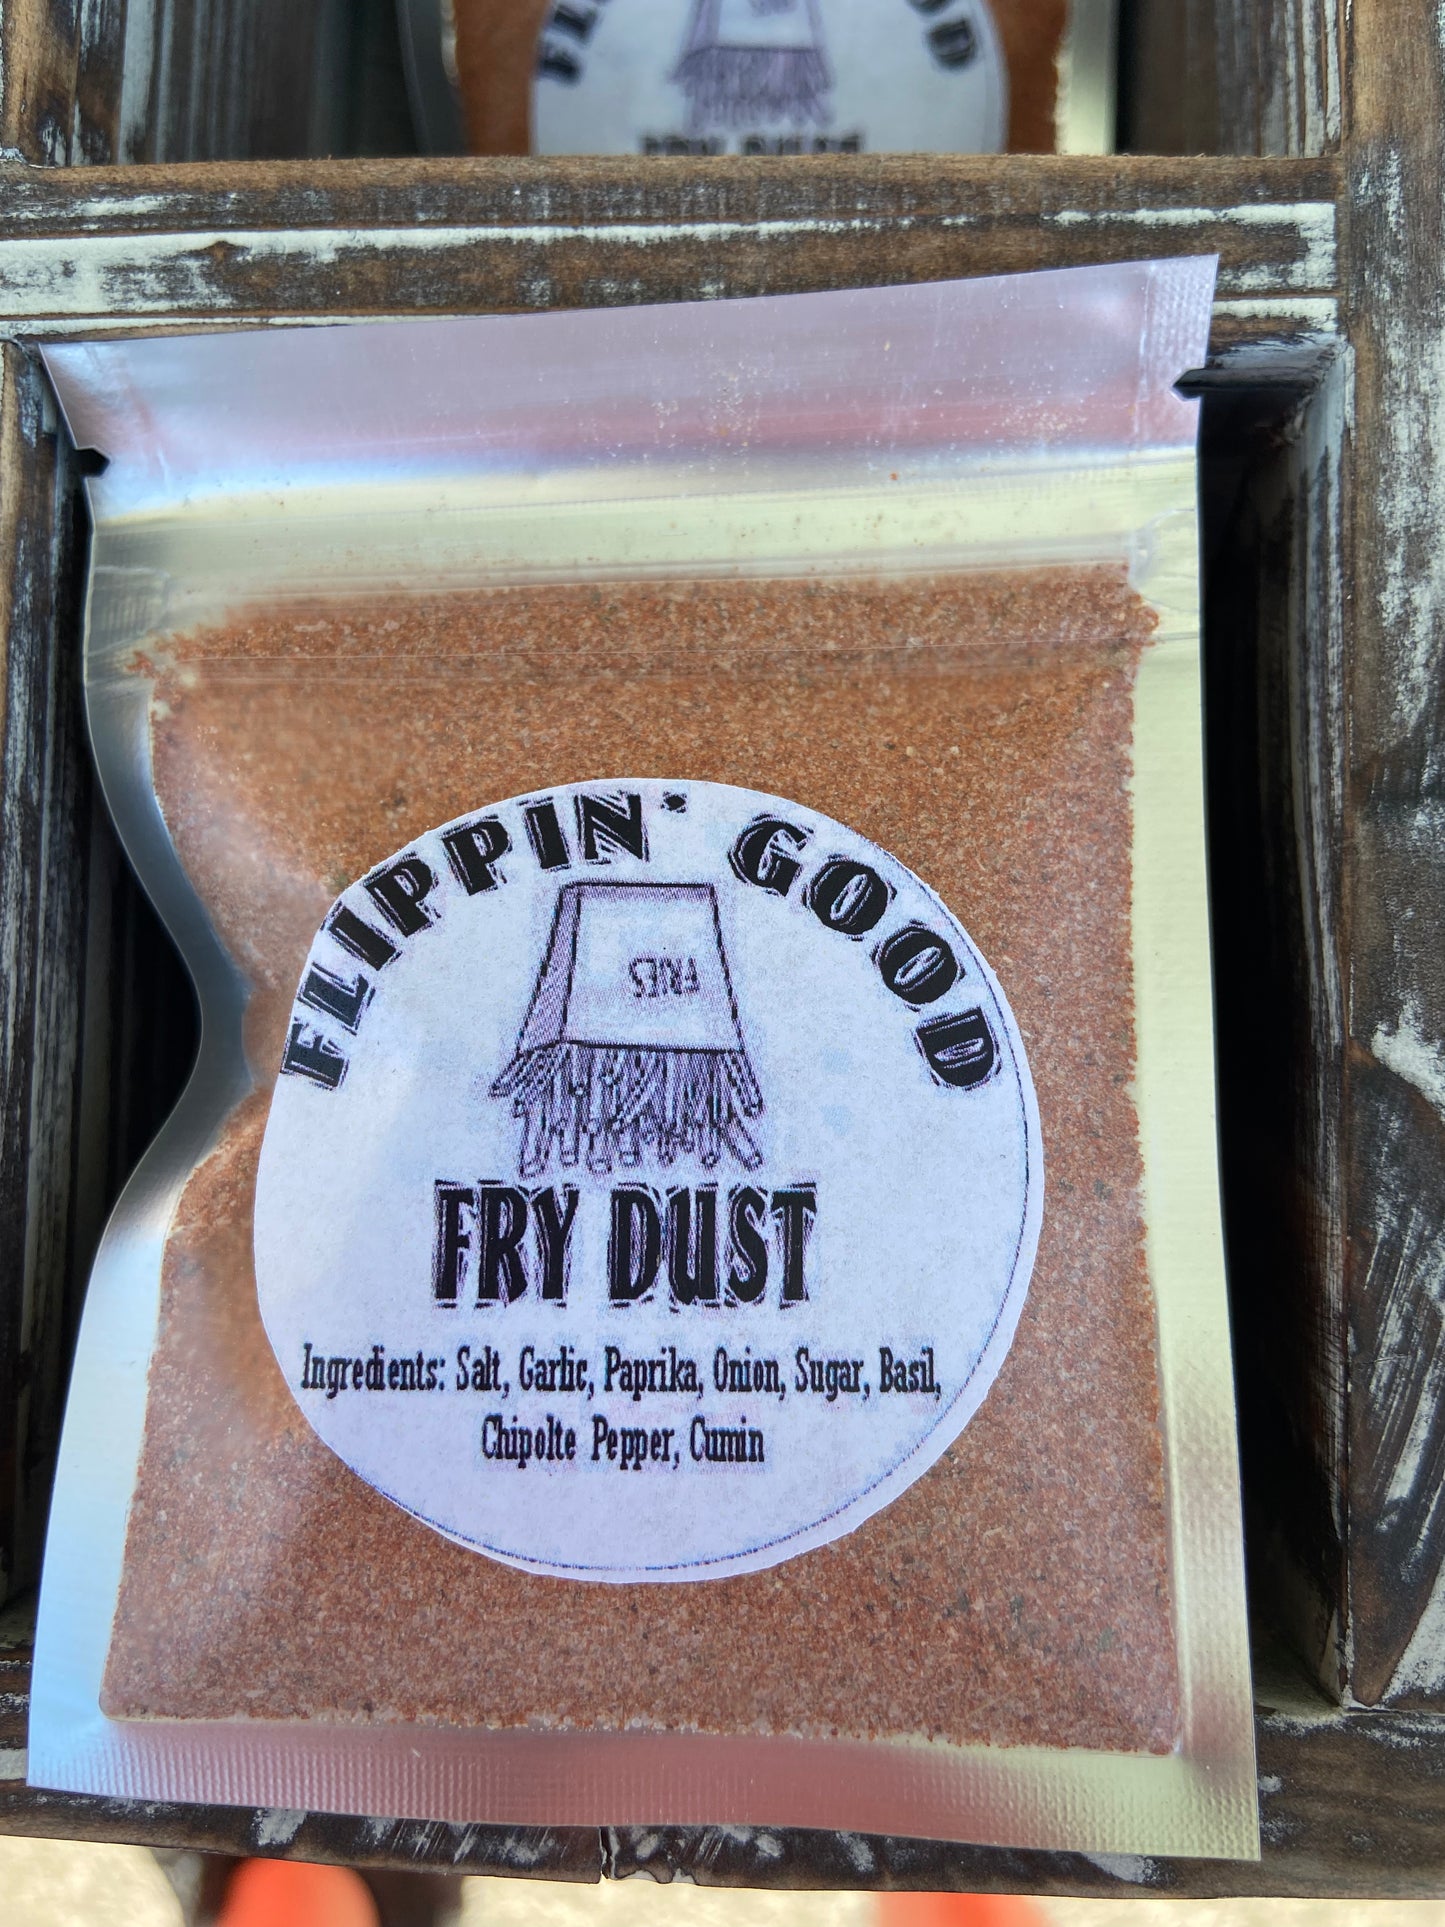 FLIPPIN' GOOD
FRIES
FRY DUST
Ingredients: Salt, Garlic, Paprika, Onion, Sugar, Basil,
Chipolte Pepper, Cumin